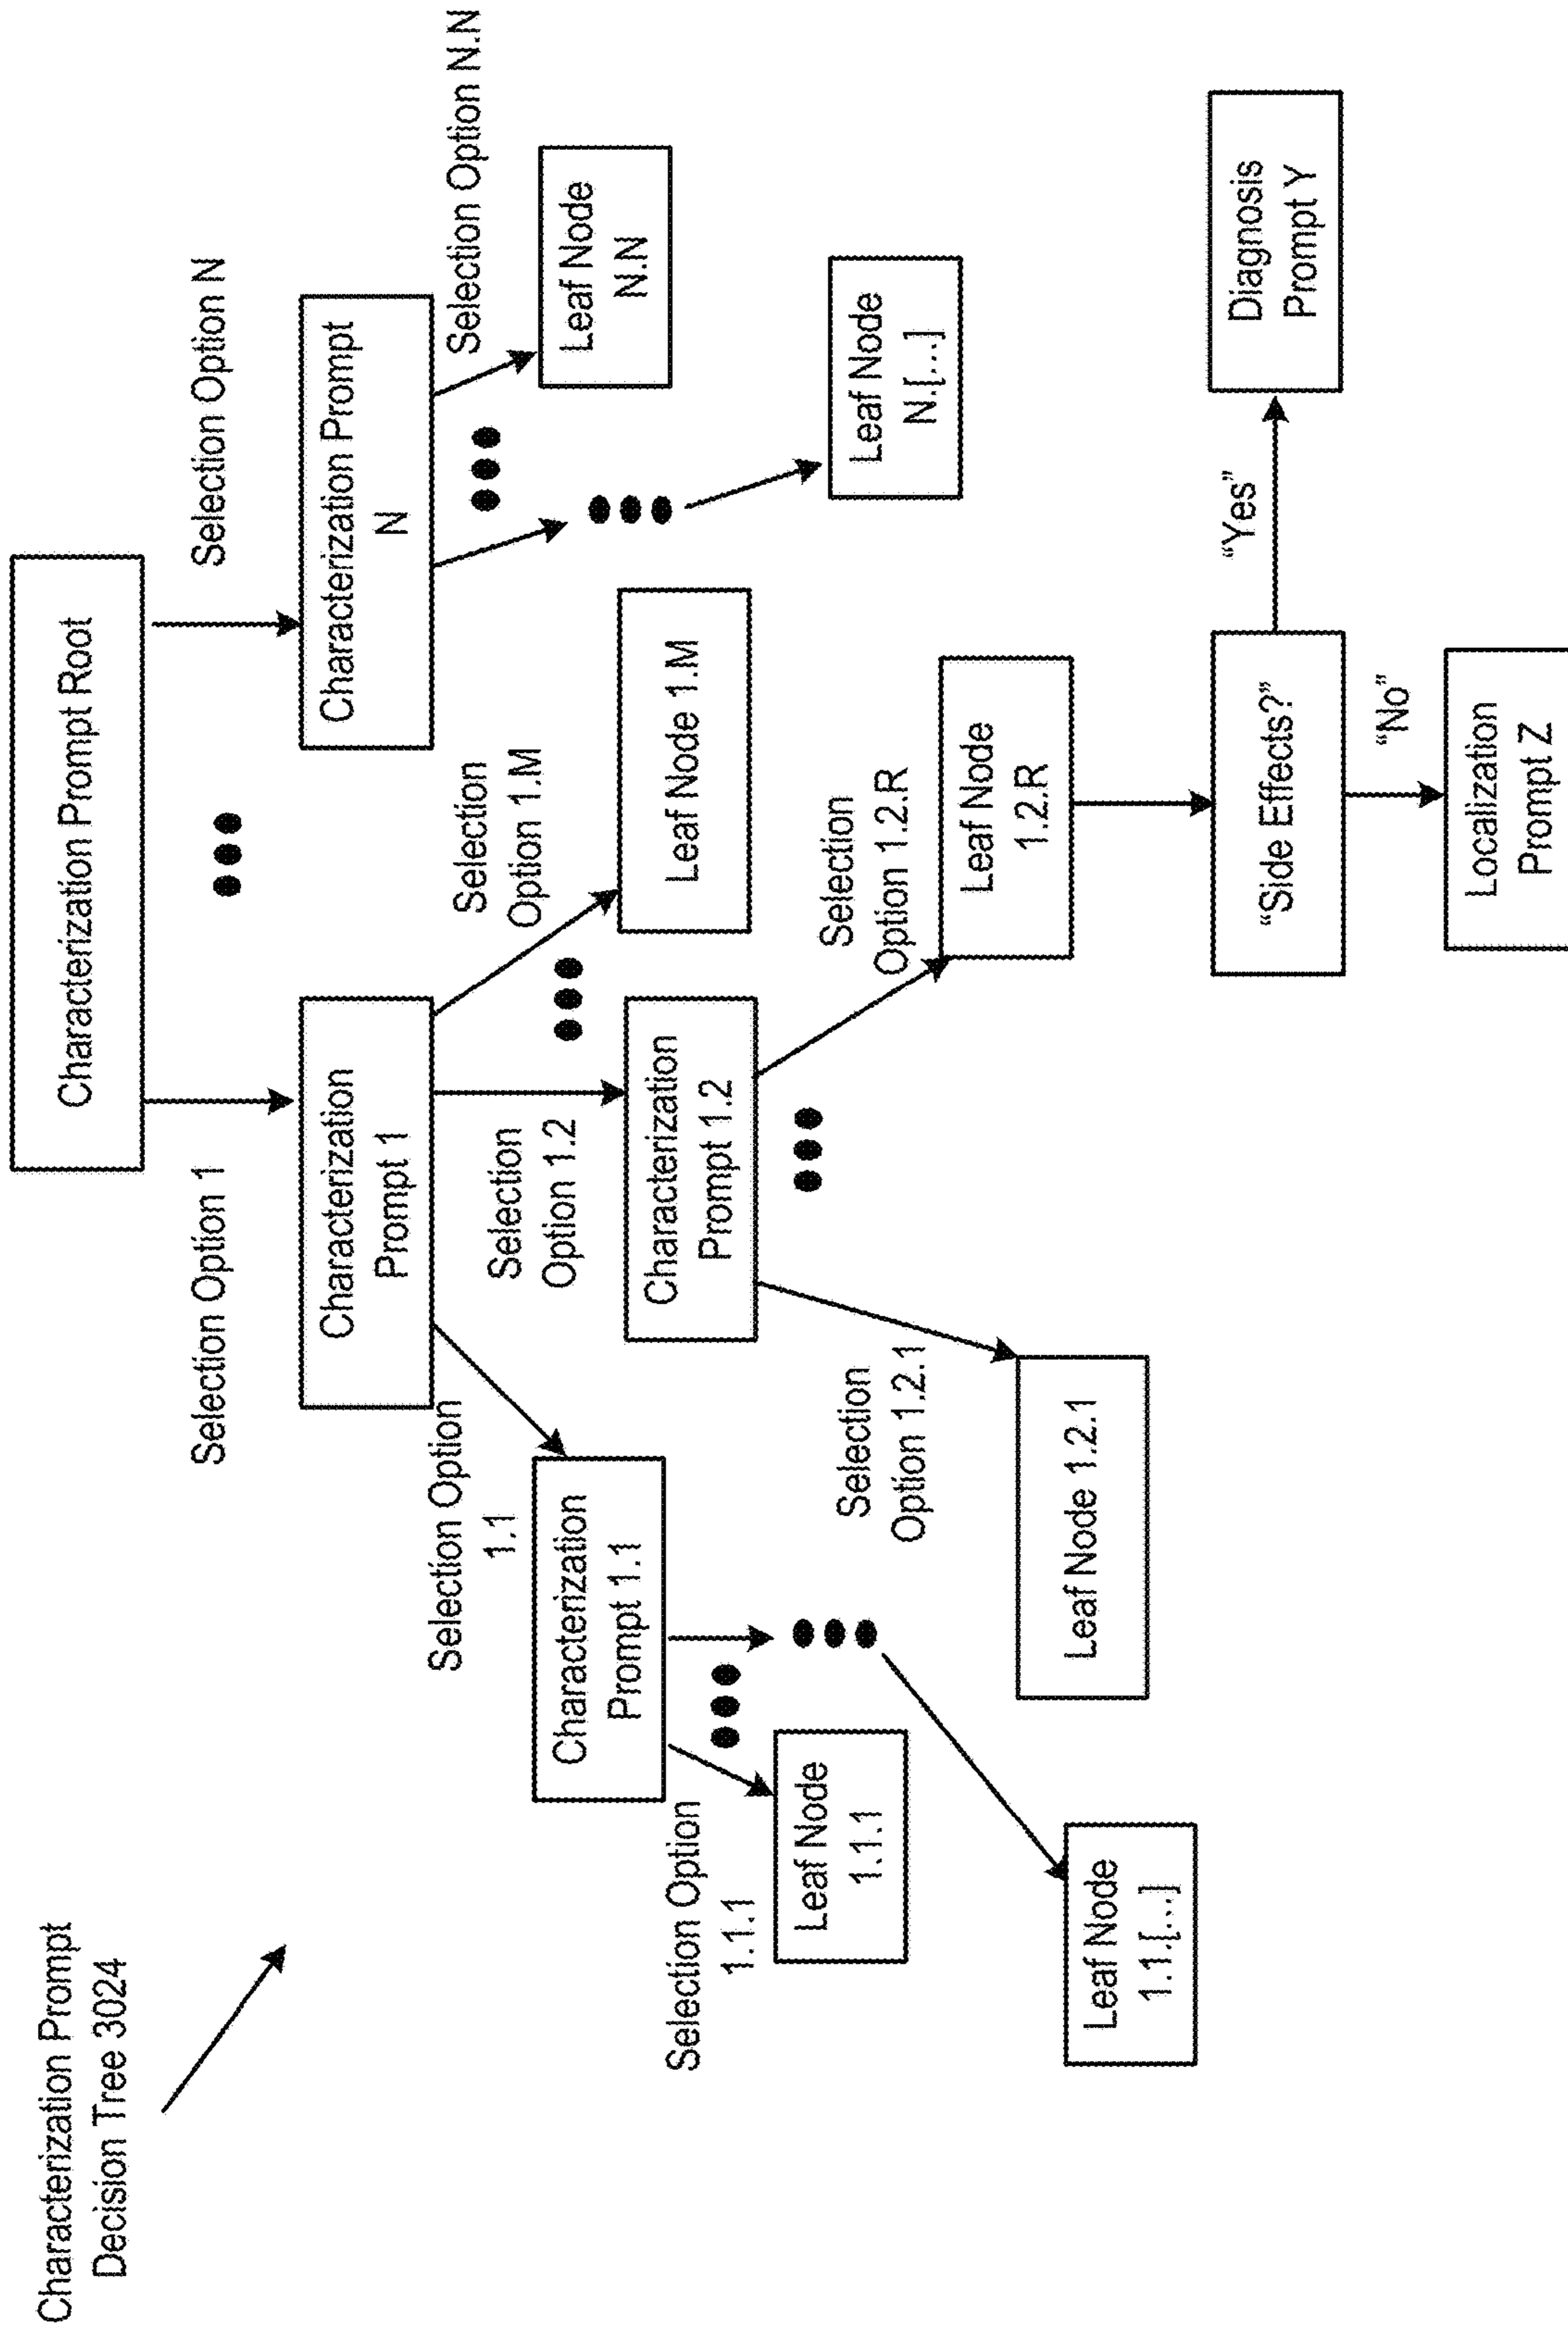 Characterization Prompt
Decision Tree 3024
Characterization Prompt Root
Selection Option 1
Selection Option N
Characterization
Prompt 1
Characterization Prompt
N
Selection Option
1.1
Selection
Option 1.2
Selection
Option 1.M
Selection Option N.N
Characterization
Prompt 1.1
Characterization
Prompt 1.2
Leaf Node 1.M
Leaf Node
N.N
Selection Option
1.1.1
Leaf Node
1.1.1
Selection
Option 1.2.1
Selection
Option 1.2.R
Leaf Node
N.[...]
Leaf Node
1.1.[...]
Leaf Node 1.2.1
Leaf Node
1.2.R
“Side Effects?”
“Yes”
Diagnosis
Prompt Y
“No”
Localization
Prompt Z